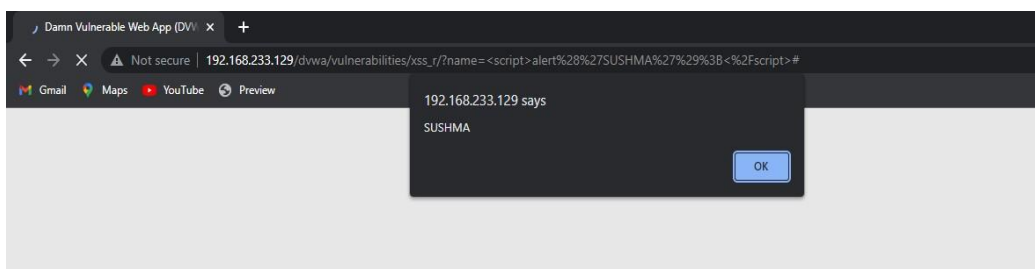 Damn Vulnerable Web App (DVW
Not secure | 192.168.233.129/dvwa/vulnerabilities/xss_r/?name=<script>alert%28%27SUSHMA%27%29%3B<%2Fscript>#
Gmail Maps YouTube Preview
192.168.233.129 says
SUSHMA
OK